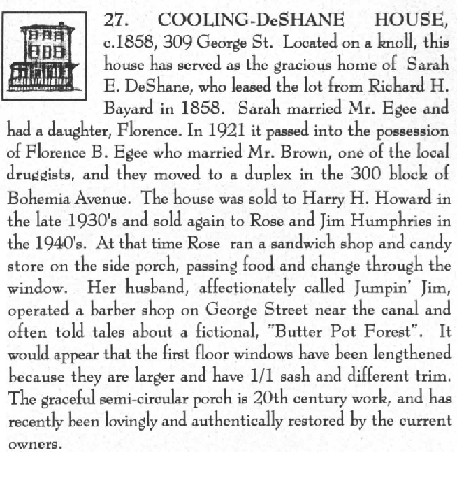 27. COOLING-DeSHANE HOUSE,
c.1858, 309 George St. Located on a knoll, this
house has served as the gracious home of Sarah
E. DeShane, who leased the lot from Richard H.
Bayard in 1858. Sarah married Mr. Egee and
had a daughter, Florence. In 1921 it passed into the possession
of Florence B. Egee who married Mr. Brown, one of the local
druggists, and they moved to a duplex in the 300 block of
Bohemia Avenue. The house was sold to Harry H. Howard in
the late 1930's and sold again to Rose and Jim Humphries in
the 1940's. At that time Rose ran a sandwich shop and candy
store on the side porch, passing food and change through the
window. Her husband, affectionately called Jumpin' Jim,
operated a barber shop on George Street near the canal and
often told tales about a fictional, "Butter Pot Forest". It
would appear that the first floor windows have been lengthened
because they are larger and have 1/1 sash and different trim.
The graceful semi-circular porch is 20th century work, and has
recently been lovingly and authentically restored by the current
owners.